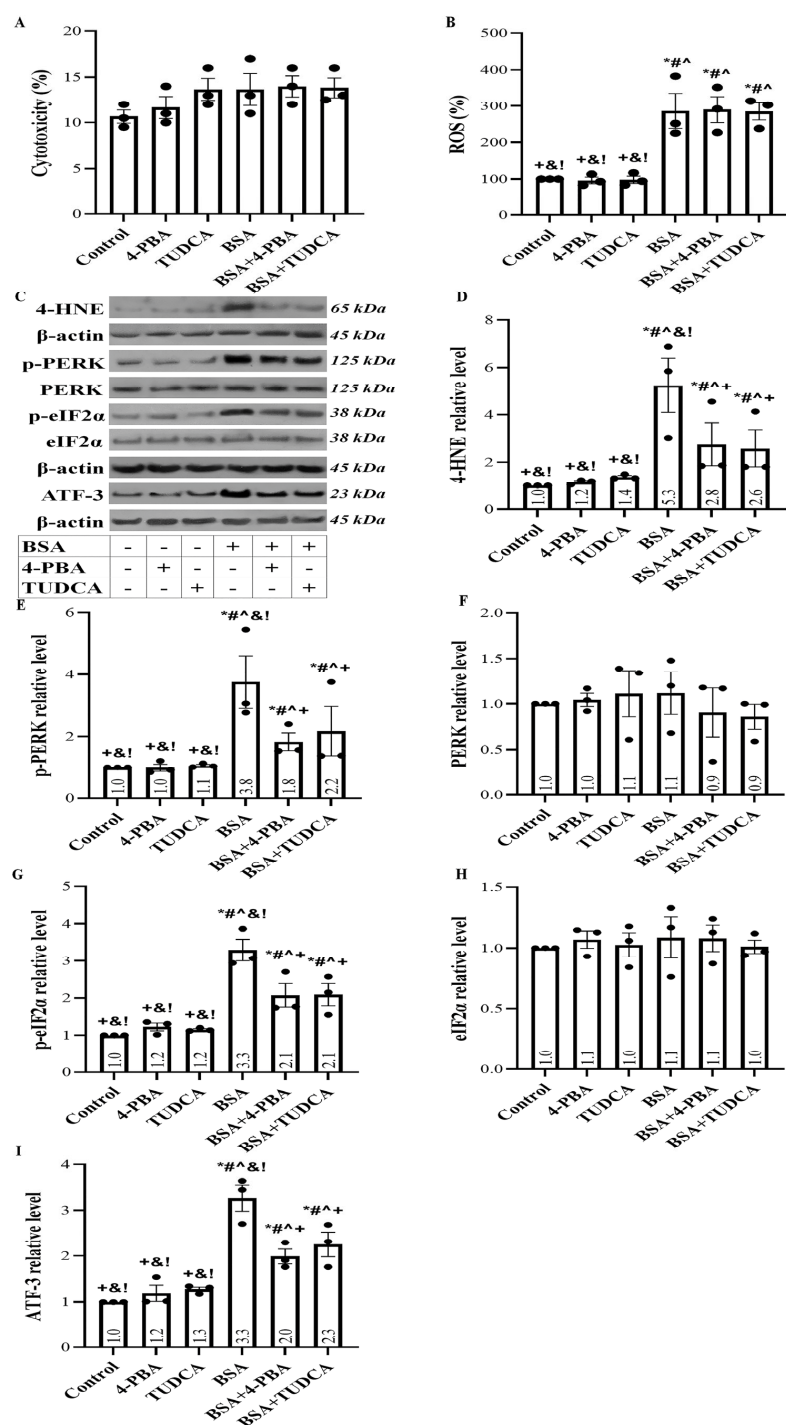 A
Cytotoxicity (%)
20
15
10
5
0
Control
4-PBA
TUDCA
BSA
BSA+4-PBA
BSA+TUDCA
B
ROS (%)
500
400
300
200
100
0
+&!
+&!
+&!
*#^
*#^
*#^
Control
4-PBA
TUDCA
BSA
BSA+4-PBA
BSA+TUDCA
C
4-HNE 65 kDa
β-actin 45 kDa
p-PERK 125 kDa
PERK 125 kDa
p-eIF2α 38 kDa
eIF2α 38 kDa
β-actin 45 kDa
ATF-3 23 kDa
β-actin 45 kDa
BSA - - - + + +
4-PBA - + - - + -
TUDCA - - + - - +
D
4-HNE relative level
8
6
4
2
0
+&!
+&!
+&!
*#^&!
*#^+
*#^+
1.0
1.2
1.4
5.3
2.8
2.6
Control
4-PBA
TUDCA
BSA
BSA+4-PBA
BSA+TUDCA
E
p-PERK relative level
6
4
2
0
+&!
+&!
+&!
*#^&!
*#^+
*#^+
1.0
1.0
1.1
3.8
1.8
2.2
Control
4-PBA
TUDCA
BSA
BSA+4-PBA
BSA+TUDCA
F
PERK relative level
2.0
1.5
1.0
0.5
0.0
1.0
1.0
1.1
1.1
0.9
0.9
Control
4-PBA
TUDCA
BSA
BSA+4-PBA
BSA+TUDCA
G
p-eIF2α relative level
5
4
3
2
1
0
+&!
+&!
+&!
*#^&!
*#^+
*#^+
1.0
1.2
1.2
3.3
2.1
2.1
Control
4-PBA
TUDCA
BSA
BSA+4-PBA
BSA+TUDCA
H
eIF2α relative level
1.5
1.0
0.5
0.0
1.0
1.1
1.0
1.1
1.1
1.0
Control
4-PBA
TUDCA
BSA
BSA+4-PBA
BSA+TUDCA
I
ATF-3 relative level
4
3
2
1
0
+&!
+&!
+&!
*#^&!
*#^+
*#^+
1.0
1.2
1.3
3.3
2.0
2.3
Control
4-PBA
TUDCA
BSA
BSA+4-PBA
BSA+TUDCA